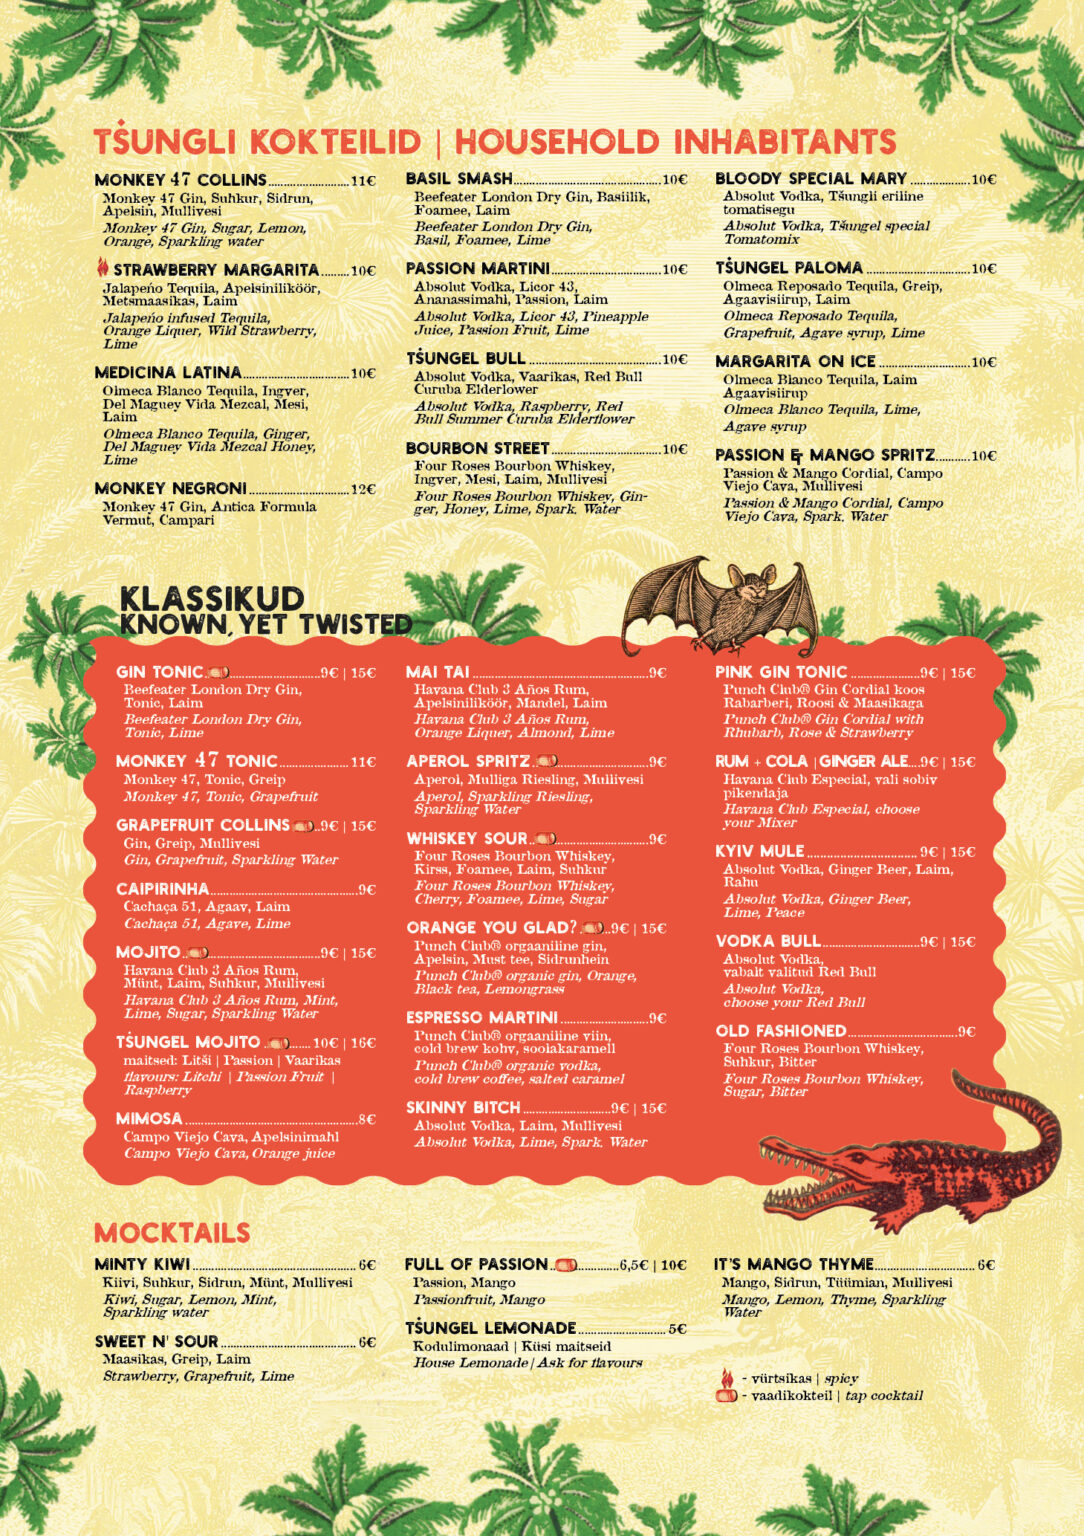 TŠUNGLI KOKTEILID | HOUSEHOLD INHABITANTS
MONKEY 47 COLLINS........................11€
Monkey 47 Gin, Suhkur, Sidrun,
Apelsin, Mullivesi
Monkey 47 Gin, Sugar, Lemon,
Orange, Sparkling water
STRAWBERRY MARGARITA........10€
Jalapeño Tequila, Apelsiniliköör,
Metsmaasikas, Laim
Jalapeño infused Tequila,
Orange Liquer, Wild Strawberry,
Lime
MEDICINA LATINA................................10€
Olmeca Blanco Tequila, Ingver,
Del Maguey Vida Mezcal, Mesi,
Laim
Olmeca Blanco Tequila, Ginger,
Del Maguey Vida Mezcal Honey,
Lime
MONKEY NEGRONI..............................12€
Monkey 47 Gin, Antica Formula
Vermut, Campari
BASIL SMASH............................................10€
Beefeater London Dry Gin, Basiilik,
Foamee, Laim
Beefeater London Dry Gin,
Basil, Foamee, Lime
PASSION MARTINI.................................10€
Absolut Vodka, Licor 43,
Ananassimahl, Passion, Laim
Absolut Vodka, Licor 43, Pineapple
Juice, Passion Fruit, Lime
TŠUNGEL BULL.......................................10€
Absolut Vodka, Vaarikas, Red Bull
Curuba Elderlower
Absolut Vodka, Raspberry, Red
Bull Summer Curuba Elderflower
BOURBON STREET.................................10€
Four Roses Bourbon Whiskey,
Ingver, Mesi, Laim, Mullivesi
Four Roses Bourbon Whiskey, Gin-
ger, Honey, Lime, Spark. Water
BLOODY SPECIAL MARY ..................10€
Absolut Vodka, Tšungli eriline
tomatisegu
Absolut Vodka, Tšungel special
Tomatomix
TŠUNGEL PALOMA ...............................10€
Olmeca Reposado Tequila, Greip,
Agaavisiirup, Laim
Olmeca Reposado Tequila,
Grapefruit, Agave syrup, Lime
MARGARITA ON ICE ...........................10€
Olmeca Blanco Tequila, Laim
Agaavisiirup
Olmeca Blanco Tequila, Lime,
Agave syrup
PASSION & MANGO SPRITZ..........10€
Passion & Mango Cordial, Campo
Viejo Cava, Mullivesi
Passion & Mango Cordial, Campo
Viejo Cava, Spark. Water
KLASSIKUD
KNOWN, YET TWISTED
GIN TONIC...........................9€ | 15€
Beefeater London Dry Gin,
Tonic, Laim
Beefeater London Dry Gin,
Tonic, Lime
MONKEY 47 TONIC .....................11€
Monkey 47, Tonic, Greip
Monkey 47, Tonic, Grapefruit
GRAPEFRUIT COLLINS ..9€ | 15€
Gin, Greip, Mullivesi
Gin, Grapefruit, Sparkling Water
CAIPIRINHA............................................9€
Cachaça 51, Agaav, Laim
Cachaça 51, Agave, Lime
MOJITO................................9€ | 15€
Havana Club 3 Años Rum,
Münt, Laim, Suhkur, Mullivesi
Havana Club 3 Años Rum, Mint,
Lime, Sugar, Sparkling Water
TŠUNGEL MOJITO ....... 10€ | 16€
maitsed: Litši | Passion | Vaarikas
flavours: Litchi | Passion Fruit |
Raspberry
MIMOSA ..................................................8€
Campo Viejo Cava, Apelsinimahl
Campo Viejo Cava, Orange juice
MAI TAI ....................................................9€
Havana Club 3 Años Rum,
Apelsiniliköör, Mandel, Laim
Havana Club 3 Años Rum,
Orange Liquer, Almond, Lime
APEROL SPRITZ ..........................9€
Aperol, Mulliga Riesling, Mullivesi
Aperol, Sparkling Riesling,
Sparkling Water
WHISKEY SOUR............................9€
Four Roses Bourbon Whiskey,
Kirss, Foamee, Laim, Suhkur
Four Roses Bourbon Whiskey,
Cherry, Foamee, Lime, Sugar
ORANGE YOU GLAD? ..9€ | 15€
Punch Club® orgaaniline gin,
Apelsin, Must tee, Sidrunhein
Punch Club® organic gin, Orange,
Black tea, Lemongrass
ESPRESSO MARTINI ..........................9€
Punch Club® orgaaniline viin,
cold brew kohv, soolakaramell
Punch Club® organic vodka,
cold brew coffee, salted caramel
SKINNY BITCH ........................9€ | 15€
Absolut Vodka, Laim, Mullivesi
Absolut Vodka, Lime, Spark. Water
PINK GIN TONIC ....................9€ | 15€
Punch Club® Gin Cordial koos
Rabarberi, Roosi & Maasikaga
Punch Club® Gin Cordial with
Rhubarb, Rose & Strawberry
RUM + COLA | GINGER ALE...9€ | 15€
Havana Club Especial, vali sobiv
pikendaja
Havana Club Especial, choose
your Mixer
KYIV MULE................................ 9€ | 15€
Absolut Vodka, Ginger Beer, Laim,
Rahu
Absolut Vodka, Ginger Beer,
Lime, Peace
VODKA BULL............................9€ | 15€
Absolut Vodka,
vabalt valitud Red Bull
Absolut Vodka,
choose your Red Bull
OLD FASHIONED................................9€
Four Roses Bourbon Whiskey,
Suhkur, Bitter
Four Roses Bourbon Whiskey,
Sugar, Bitter
MOCKTAILS
MINTY KIWI................................................6€
Kiivi, Suhkur, Sidrun, Münt, Mullivesi
Kiwi, Sugar, Lemon, Mint,
Sparkling water
SWEET N' SOUR ....................................... 6€
Maasikas, Greip, Laim
Strawberry, Grapefruit, Lime
FULL OF PASSION ..............6,5€ | 10€
Passion, Mango
Passionfruit, Mango
TŠUNGEL LEMONADE......................... 5€
Kodulimonaad | Küsi maitseid
House Lemonade | Ask for flavours
IT'S MANGO THYME............................. 6€
Mango, Sidrun, Tüümian, Mullivesi
Mango, Lemon, Thyme, Sparkling
Water
- vürtsikas | spicy
- vaadikokteil | tap cocktail